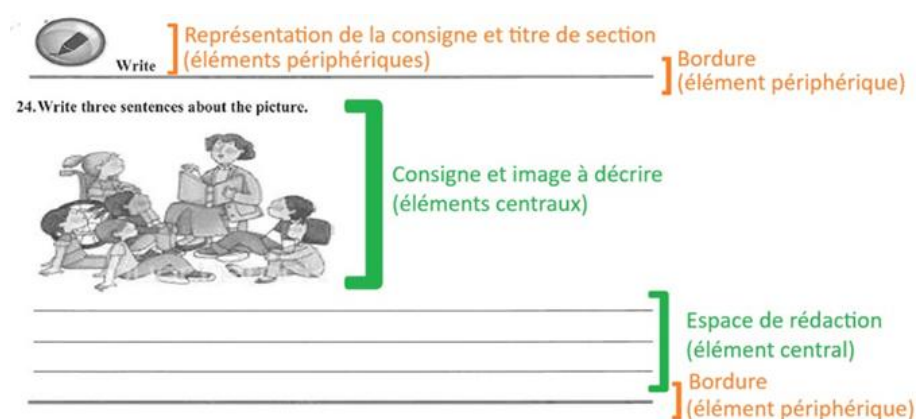 Write
Représentation de la consigne et titre de section
(éléments périphériques)
Bordure
(élément périphérique)
24.Write three sentences about the picture.
Consigne et image à décrire
(éléments centraux)
Espace de rédaction
(élément central)
Bordure
(élément périphérique)